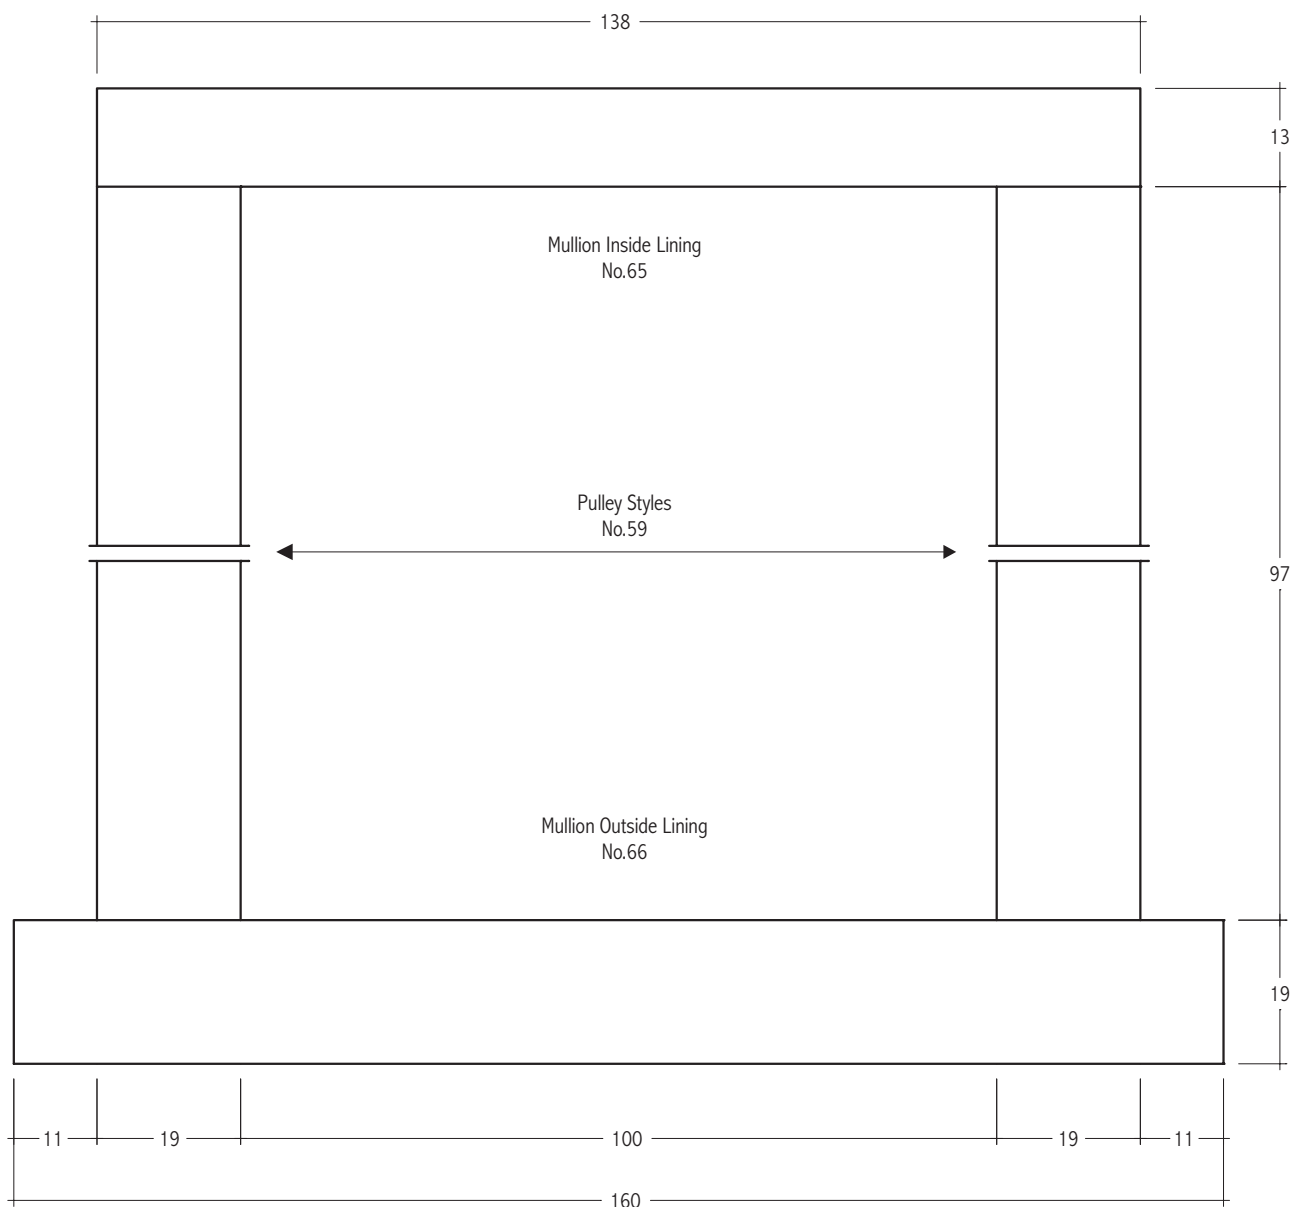 138
13
Mullion Inside Lining
No.65
Pulley Styles
No.59
97
Mullion Outside Lining
No.66
19
11
19
100
19
11
160